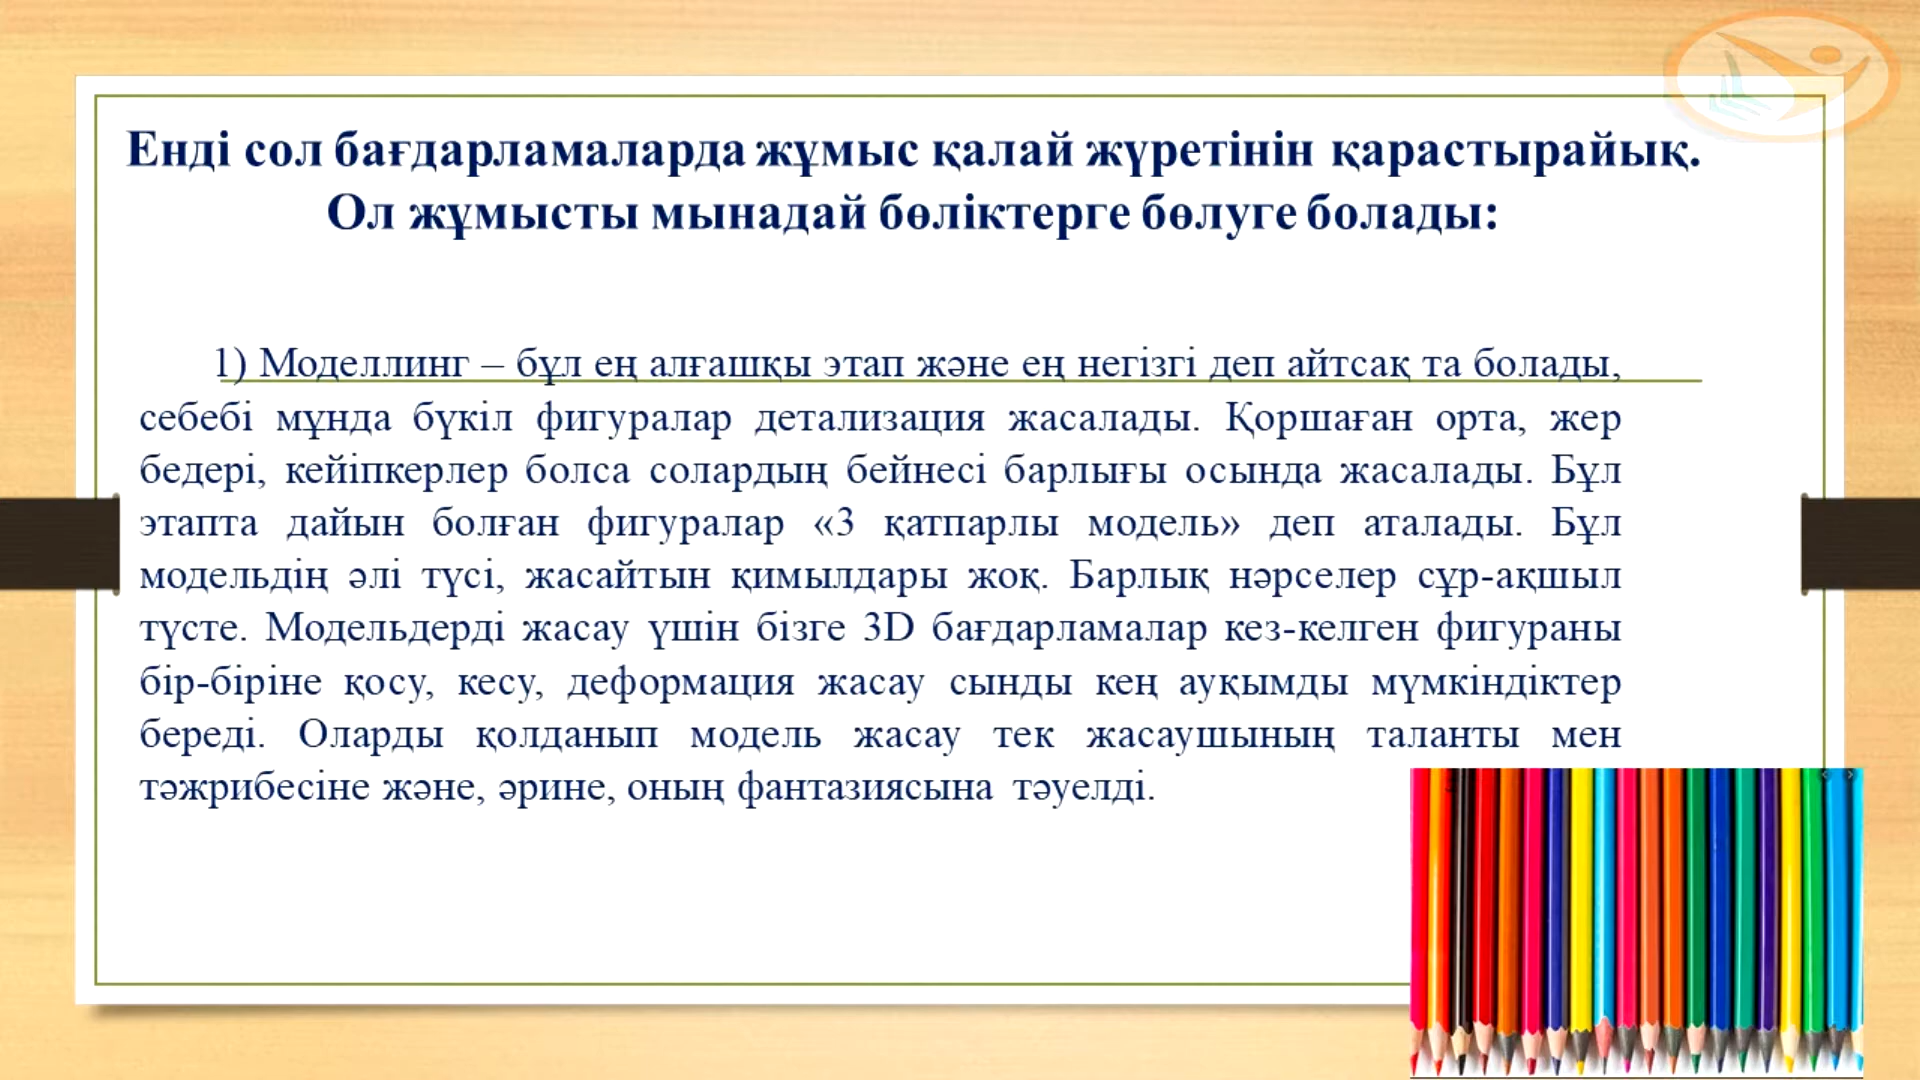 Енді сол бағдарламаларда жұмыс қалай жүретінін қарастырайық.
Ол жұмысты мынадай бөліктерге бөлуге болады:
1) Моделлинг – бұл ең алғашқы этап және ең негізгі деп айтсақ та болады,
себебі мұнда бүкіл фигуралар детализация жасалады. Қоршаған орта, жер
бедері, кейіпкерлер болса солардың бейнесі барлығы осында жасалады. Бұл
этапта дайын болған фигуралар «3 қатпарлы модель» деп аталады. Бұл
модельдің әлі түсі, жасайтын қимылдары жоқ. Барлық нәрселер сұр-ақшыл
түсте. Модельдерді жасау үшін бізге 3D бағдарламалар кез-келген фигураны
бір-біріне қосу, кесу, деформация жасау сынды кең ауқымды мүмкіндіктер
береді. Оларды қолданып модель жасау тек жасаушының таланты мен
тәжрибесіне және, әрине, оның фантазиясына тәуелді.